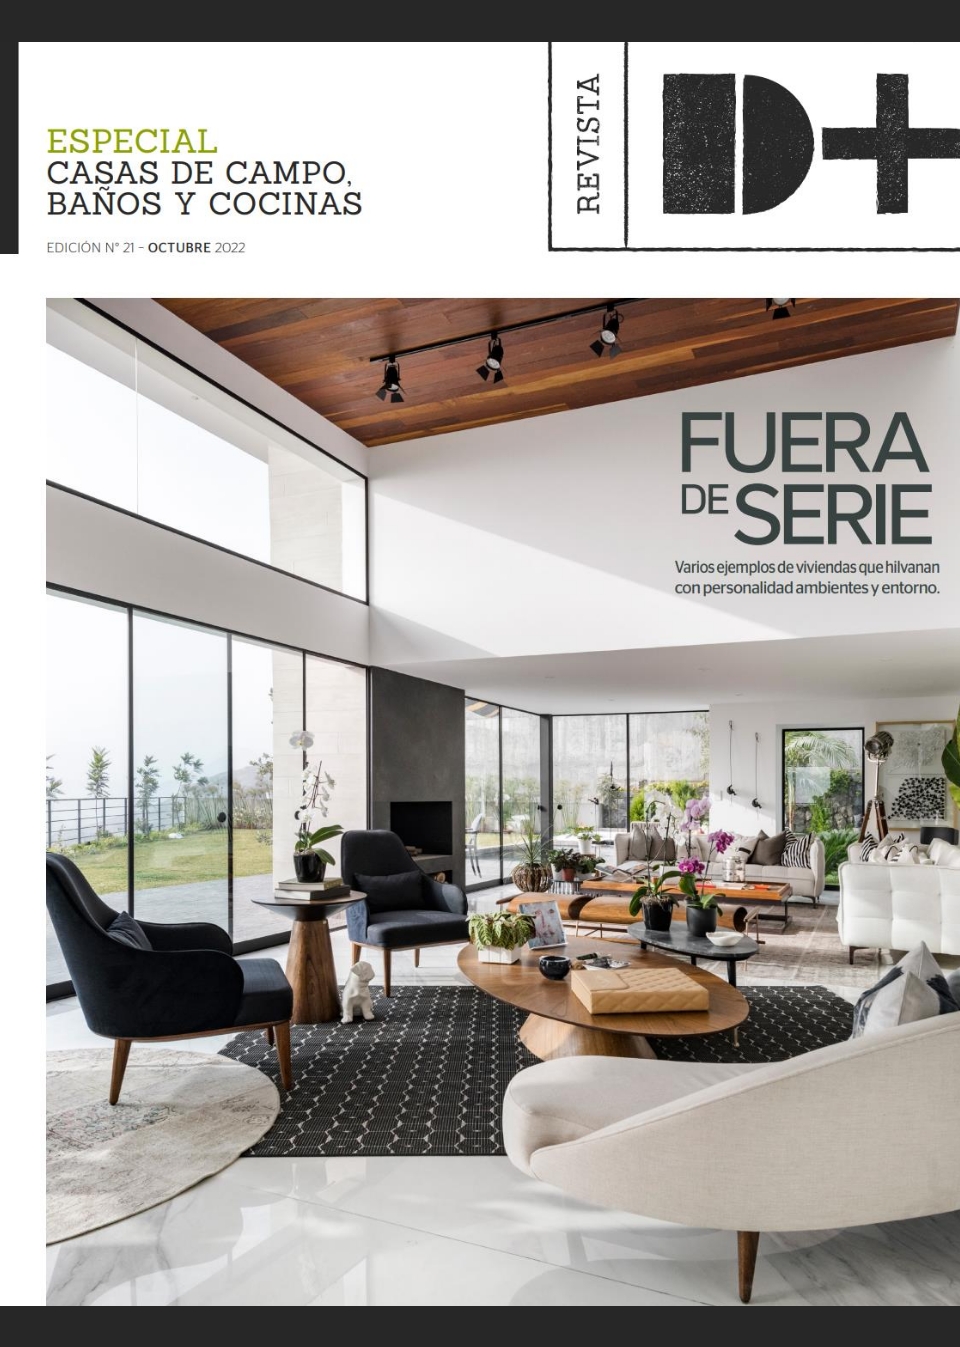 ESPECIAL
CASAS DE CAMPO,
BAÑOS Y COCINAS
EDICIÓN N° 21 - OCTUBRE 2022
REVISTA
D+
FUERA
DE SERIE
Varios ejemplos de viviendas que hilvanan
con personalidad ambientes y entorno.